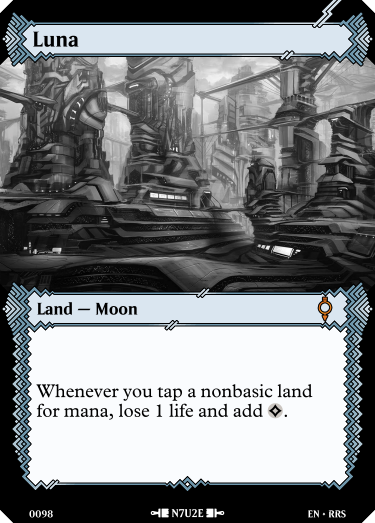 Luna
Land — Moon
Whenever you tap a nonbasic land
for mana, lose 1 life and add .
0098
N7U2E
EN • RRS